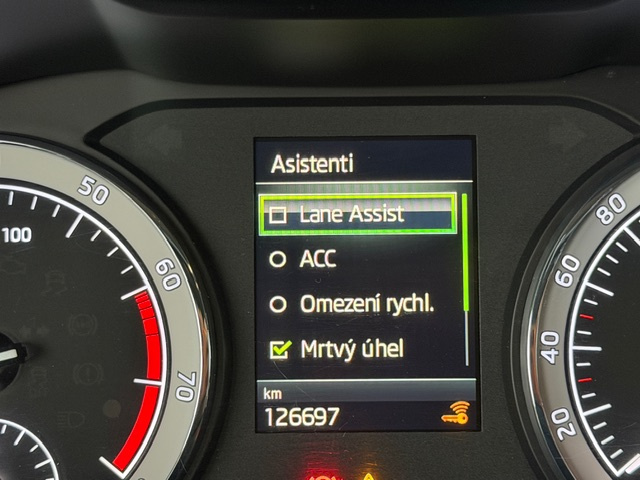 Asistenti
Lane Assist
ACC
Omezení rychl.
Mrtvý úhel
km
126697
50
100
60
70
80
60
40
20